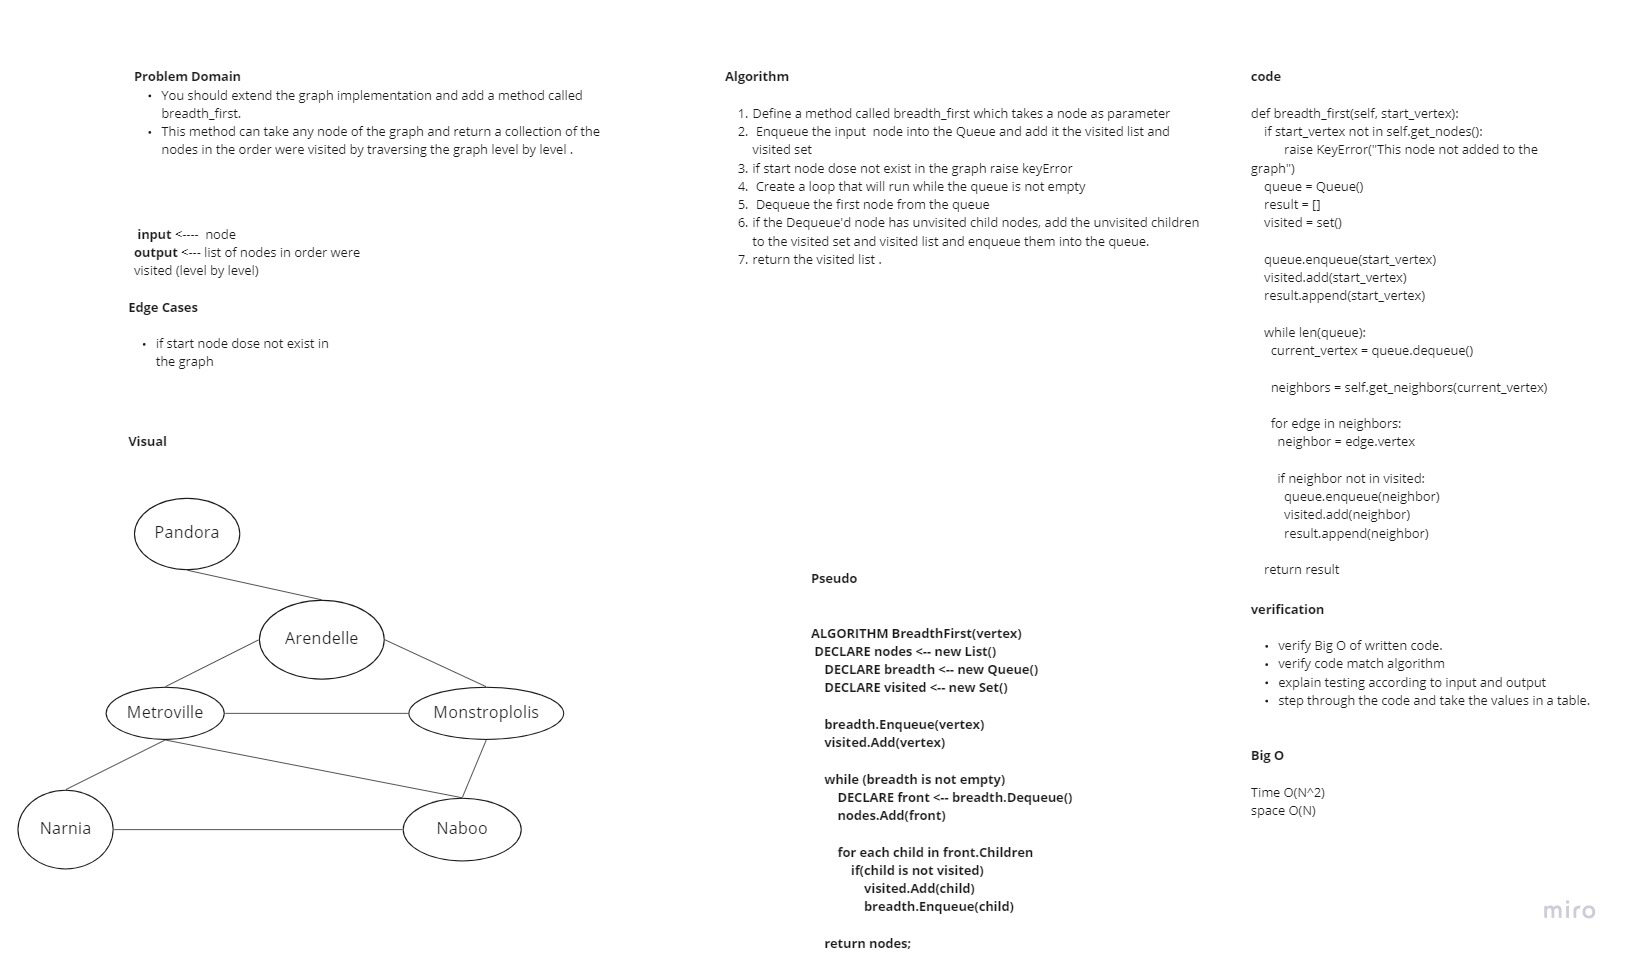 Problem Domain
• You should extend the graph implementation and add a method called
breadth_first.
• This method can take any node of the graph and return a collection of the
nodes in the order were visited by traversing the graph level by level .
input <---- node
output <--- list of nodes in order were
visited (level by level)
Edge Cases
• if start node dose not exist in
the graph
Visual
Pandora
Arendelle
Metroville
Monstroplolis
Narnia
Naboo
Algorithm
1. Define a method called breadth_first which takes a node as parameter
2. Enqueue the input node into the Queue and add it the visited list and
visited set
3. if start node dose not exist in the graph raise keyError
4. Create a loop that will run while the queue is not empty
5. Dequeue the first node from the queue
6. if the Dequeue'd node has unvisited child nodes, add the unvisited children
to the visited set and visited list and enqueue them into the queue.
7. return the visited list .
Pseudo
ALGORITHM BreadthFirst(vertex)
DECLARE nodes <-- new List()
DECLARE breadth <-- new Queue()
DECLARE visited <-- new Set()
breadth.Enqueue(vertex)
visited.Add(vertex)
while (breadth is not empty)
DECLARE front <-- breadth.Dequeue()
nodes.Add(front)
for each child in front.Children
if(child is not visited)
visited.Add(child)
breadth.Enqueue(child)
return nodes;
code
def breadth_first(self, start_vertex):
if start_vertex not in self.get_nodes():
raise KeyError("This node not added to the
graph")
queue = Queue()
result = []
visited = set()
queue.enqueue(start_vertex)
visited.add(start_vertex)
result.append(start_vertex)
while len(queue):
current_vertex = queue.dequeue()
neighbors = self.get_neighbors(current_vertex)
for edge in neighbors:
neighbor = edge.vertex
if neighbor not in visited:
queue.enqueue(neighbor)
visited.add(neighbor)
result.append(neighbor)
return result
verification
• verify Big O of written code.
• verify code match algorithm
• explain testing according to input and output
• step through the code and take the values in a table.
Big O
Time O(N^2)
space O(N)
miro